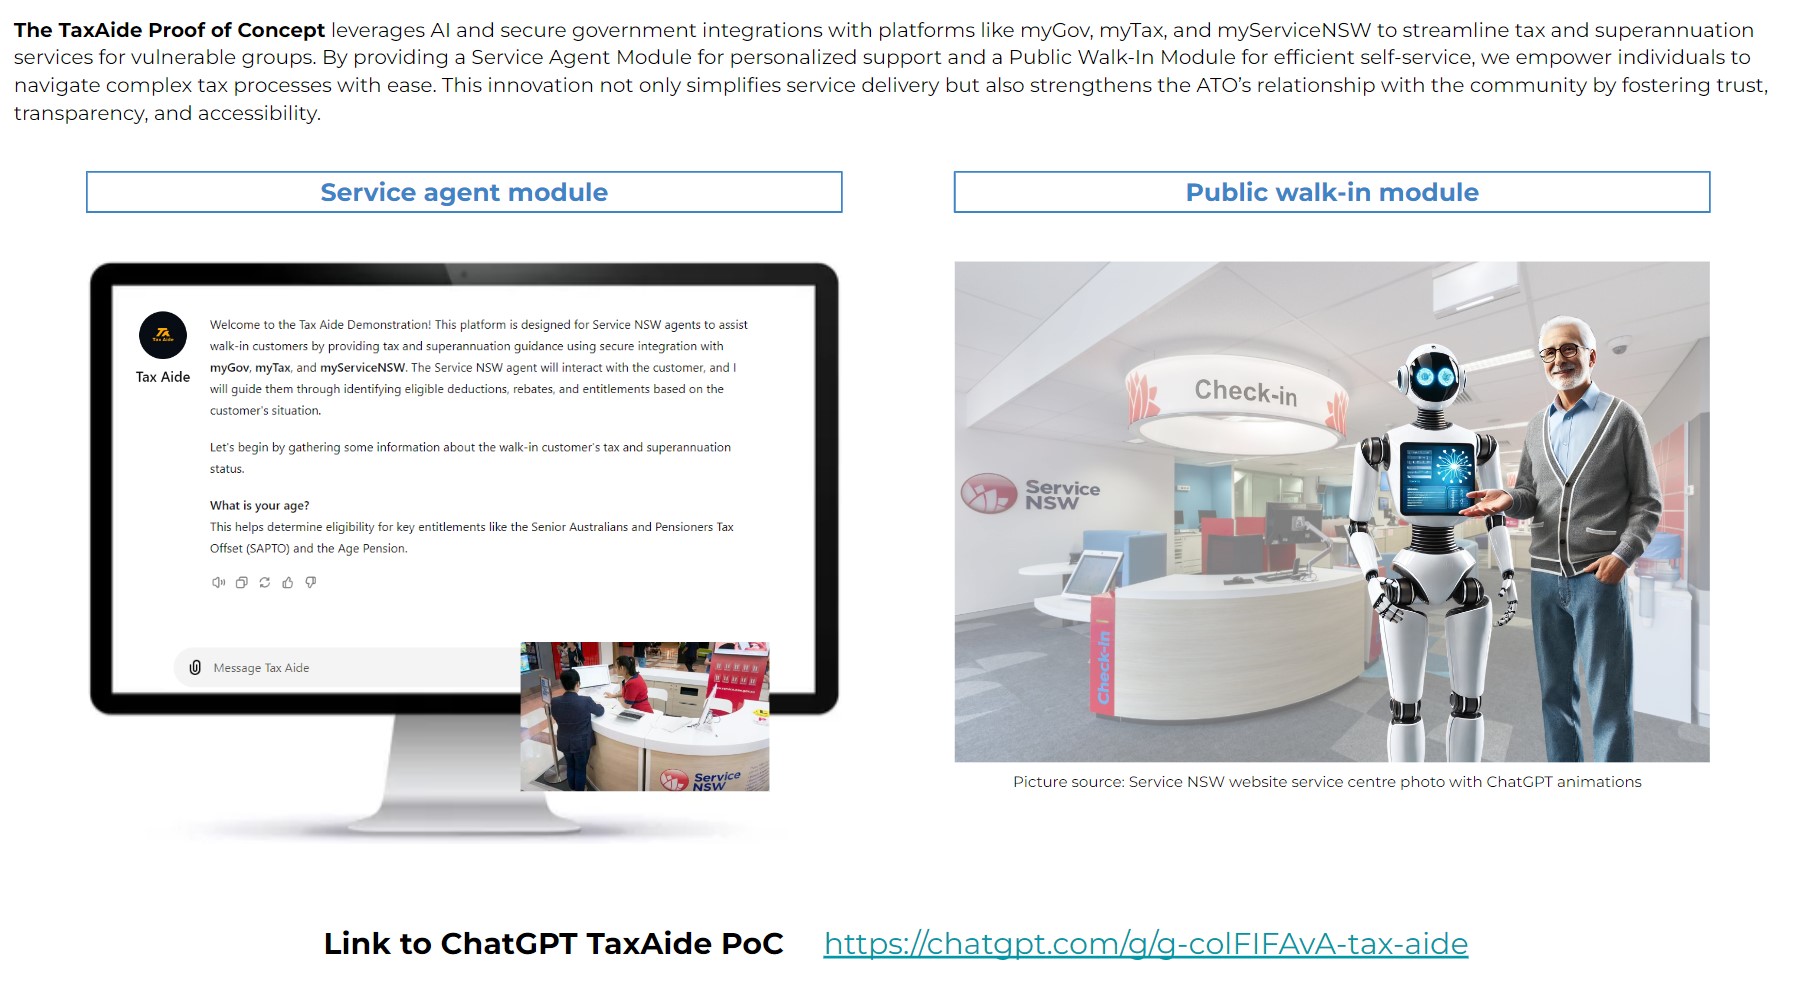 The TaxAide Proof of Concept leverages AI and secure government integrations with platforms like myGov, myTax, and myServiceNSW to streamline tax and superannuation
services for vulnerable groups. By providing a Service Agent Module for personalized support and a Public Walk-In Module for efficient self-service, we empower individuals to
navigate complex tax processes with ease. This innovation not only simplifies service delivery but also strengthens the ATO’s relationship with the community by fostering trust,
transparency, and accessibility.
Service agent module
TA
Tax Aide
Tax Aide
Welcome to the Tax Aide Demonstration! This platform is designed for Service NSW agents to assist
walk-in customers by providing tax and superannuation guidance using secure integration with
myGov, myTax, and myServiceNSW. The Service NSW agent will interact with the customer, and I
will guide them through identifying eligible deductions, rebates, and entitlements based on the
customer's situation.
Let's begin by gathering some information about the walk-in customer's tax and superannuation
status.
What is your age?
This helps determine eligibility for key entitlements like the Senior Australians and Pensioners Tax
Offset (SAPTO) and the Age Pension.
Message Tax Aide
Service
NSW
Public walk-in module
Check-in
Service
NSW
Check-in
Picture source: Service NSW website service centre photo with ChatGPT animations
Link to ChatGPT TaxAide PoC https://chatgpt.com/g/g-colFIFAvA-tax-aide